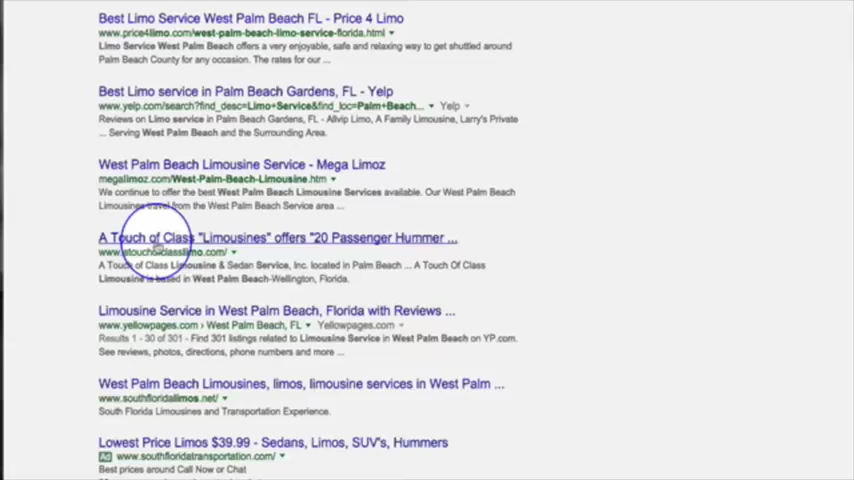 Best Limo Service West Palm Beach FL - Price 4 Limo
www.price4limo.com/west-palm-beach-limo-service-florida.html
Limo Service West Palm Beach offers a very enjoyable, safe and relaxing way to get shuttled around
Palm Beach County for any occasion. The rates for our ...
Best Limo service in Palm Beach Gardens, FL - Yelp
www.yelp.com/search?find_desc=Limo+Service&find_loc=Palm+Beach... Yelp
Reviews on Limo service in Palm Beach Gardens, FL - Allvip Limo, A Family Limousine, Larry's Private
... Serving West Palm Beach and the Surrounding Area.
West Palm Beach Limousine Service - Mega Limoz
megalimoz.com/West-Palm-Beach-Limousine.htm
We continue to offer the best West Palm Beach Limousine Services available. Our West Palm Beach
Limousines travel from the West Palm Beach Service area ...
A Touch of Class "Limousines" offers "20 Passenger Hummer ...
www.atouchofclasslimo.com/
A Touch of Class Limousine & Sedan Service, Inc. located in Palm Beach ... A Touch Of Class
Limousine is based in West Palm Beach-Wellington, Florida.
Limousine Service in West Palm Beach, Florida with Reviews ...
www.yellowpages.com › West Palm Beach, FL Yellowpages.com
Results 1 - 30 of 301 - Find 301 listings related to Limousine Service in West Palm Beach on YP.com.
See reviews, photos, directions, phone numbers and more ...
West Palm Beach Limousines, limos, limousine services in West Palm ...
www.southfloridalimos.net/
South Florida Limousines and Transportation Experience.
Lowest Price Limos $39.99 - Sedans, Limos, SUV's, Hummers
Ad www.southfloridatransportation.com/
Best prices around Call Now or Chat